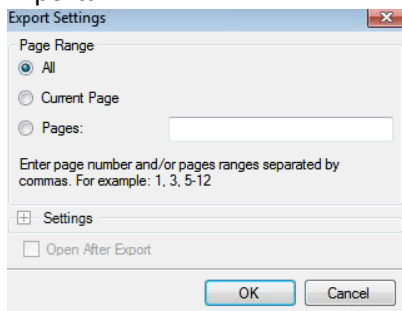 Export Settings
Page Range
All
Current Page
Pages:
Enter page number and/or pages ranges separated by
commas. For example: 1, 3, 5-12
Settings
Open After Export
OK Cancel